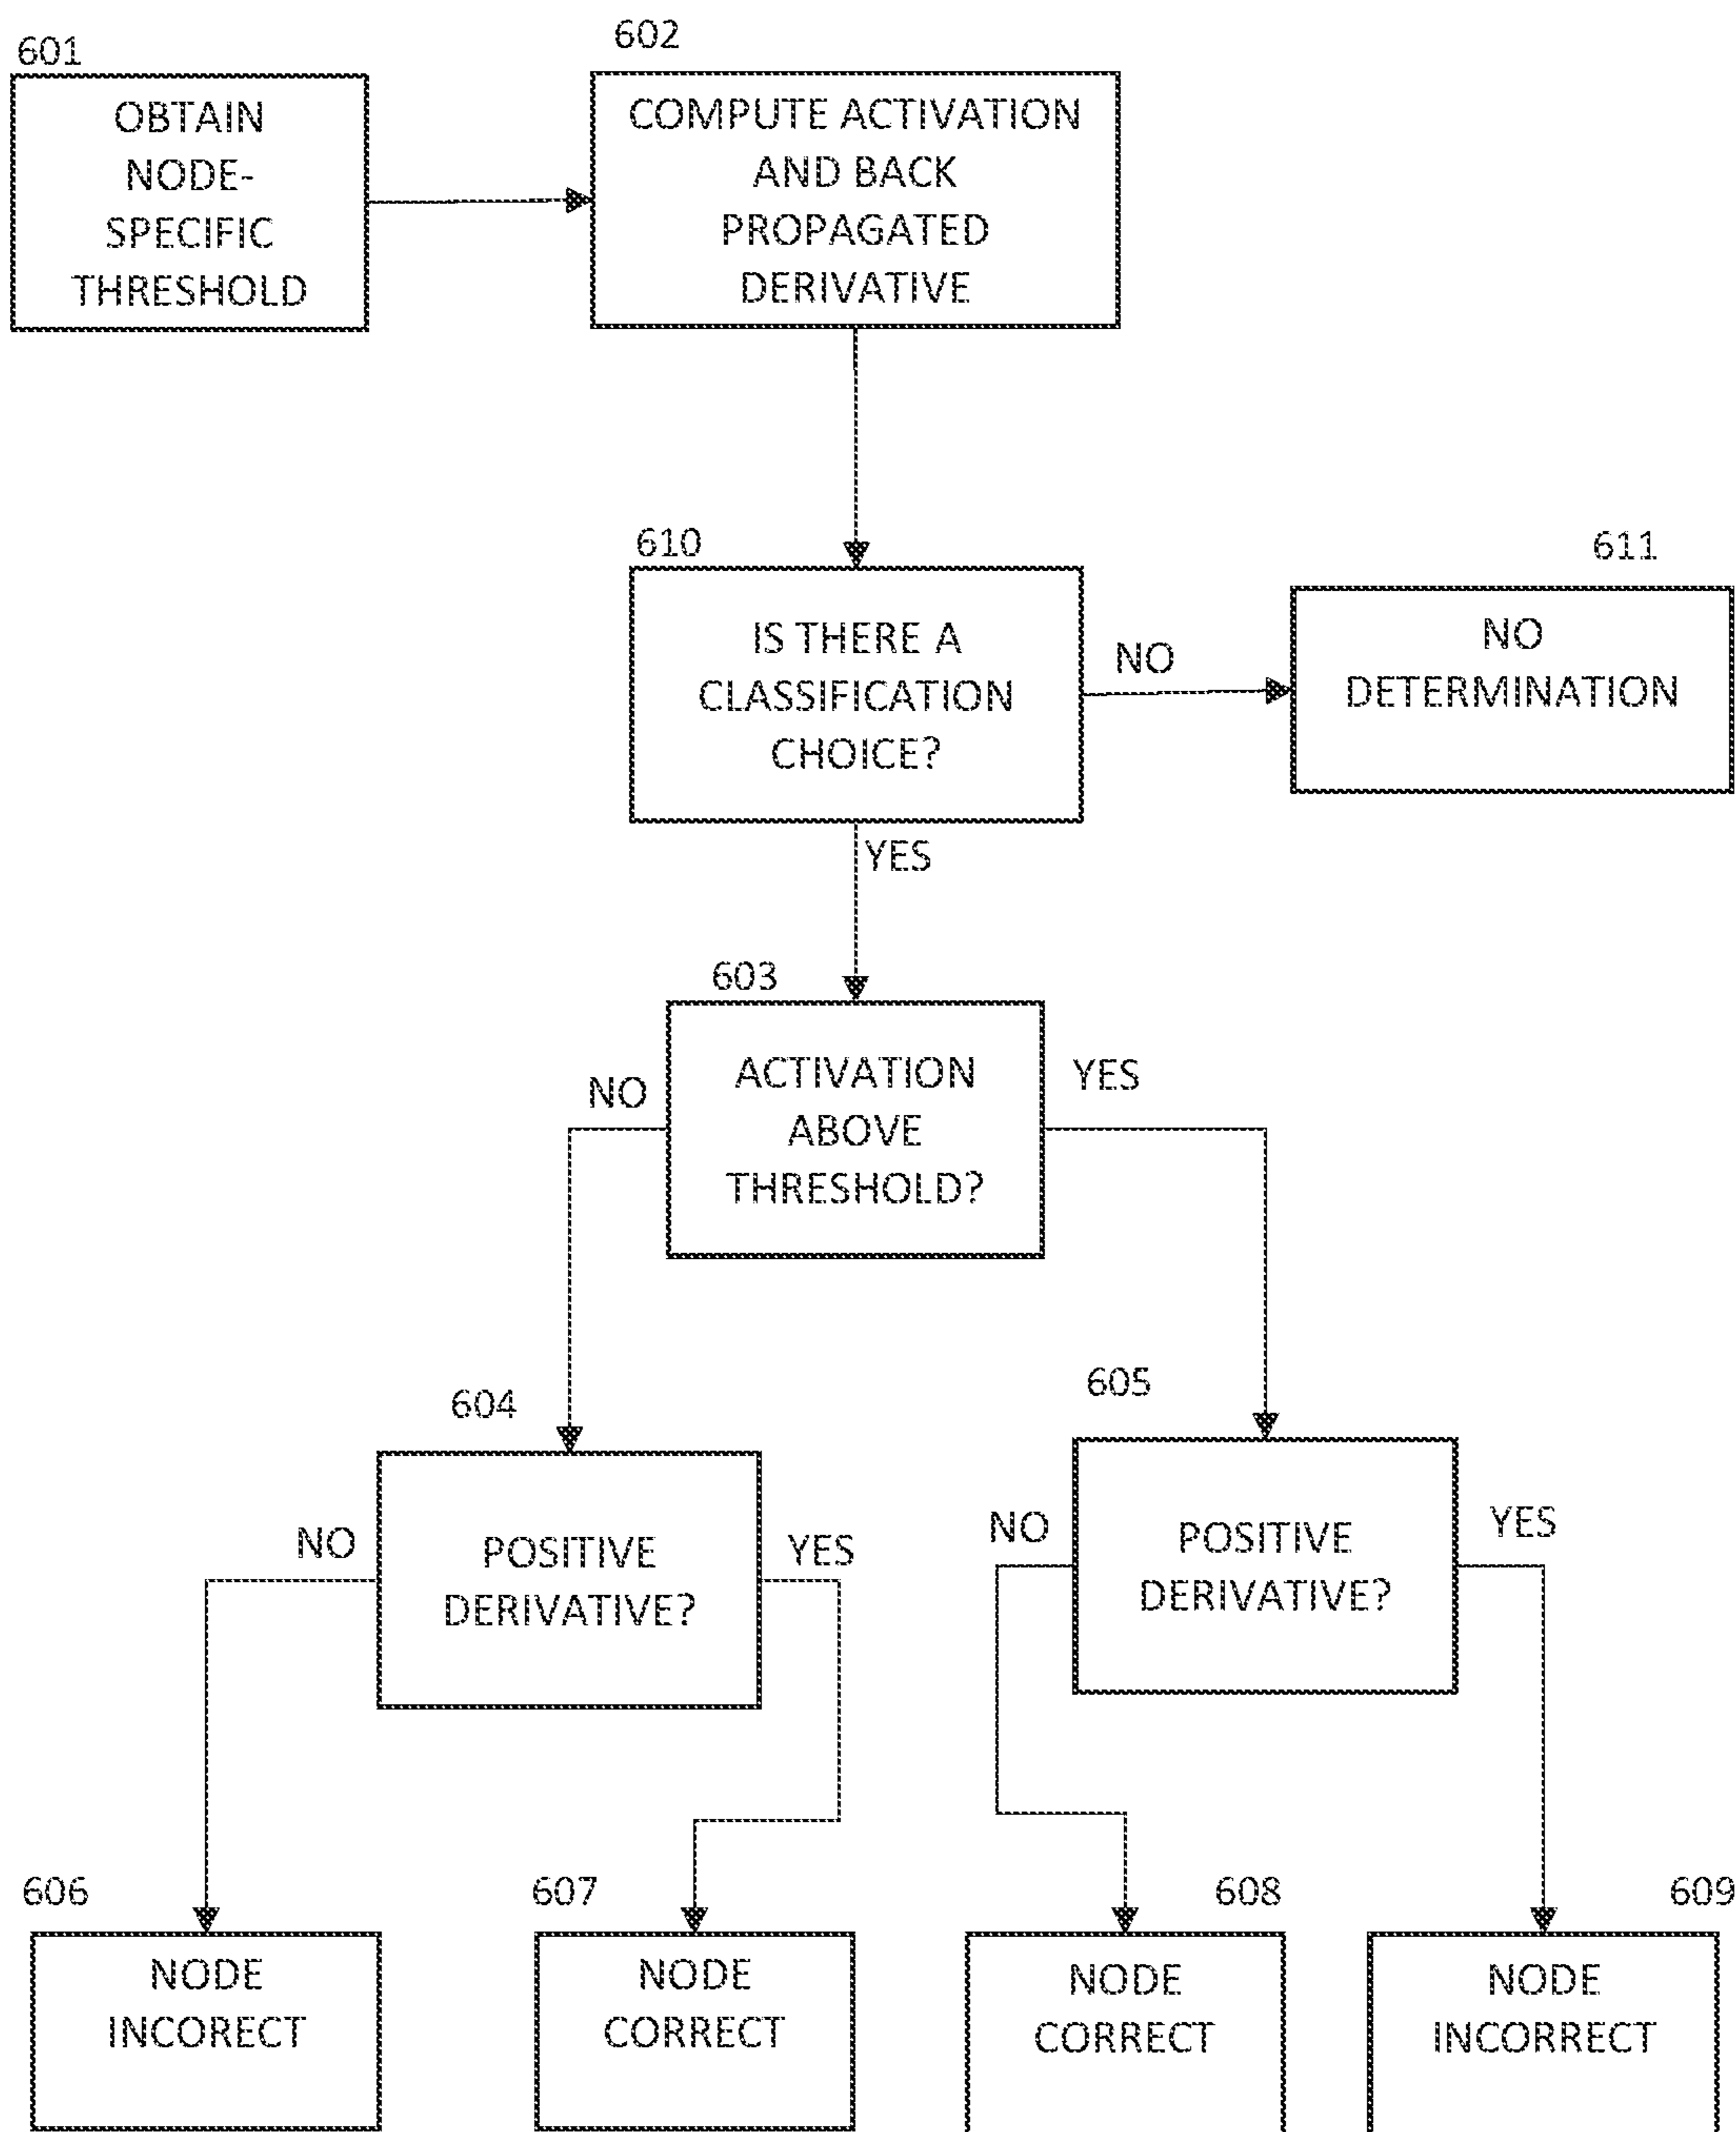 601
OBTAIN
NODE-
SPECIFIC
THRESHOLD
602
COMPUTE ACTIVATION
AND BACK
PROPAGATED
DERIVATIVE
610
IS THERE A
CLASSIFICATION
CHOICE?
NO
611
NO
DETERMINATION
YES
603
ACTIVATION
ABOVE
THRESHOLD?
NO
YES
604
POSITIVE
DERIVATIVE?
NO
YES
605
POSITIVE
DERIVATIVE?
NO
YES
606
NODE
INCORECT
607
NODE
CORRECT
608
NODE
CORRECT
609
NODE
INCORRECT